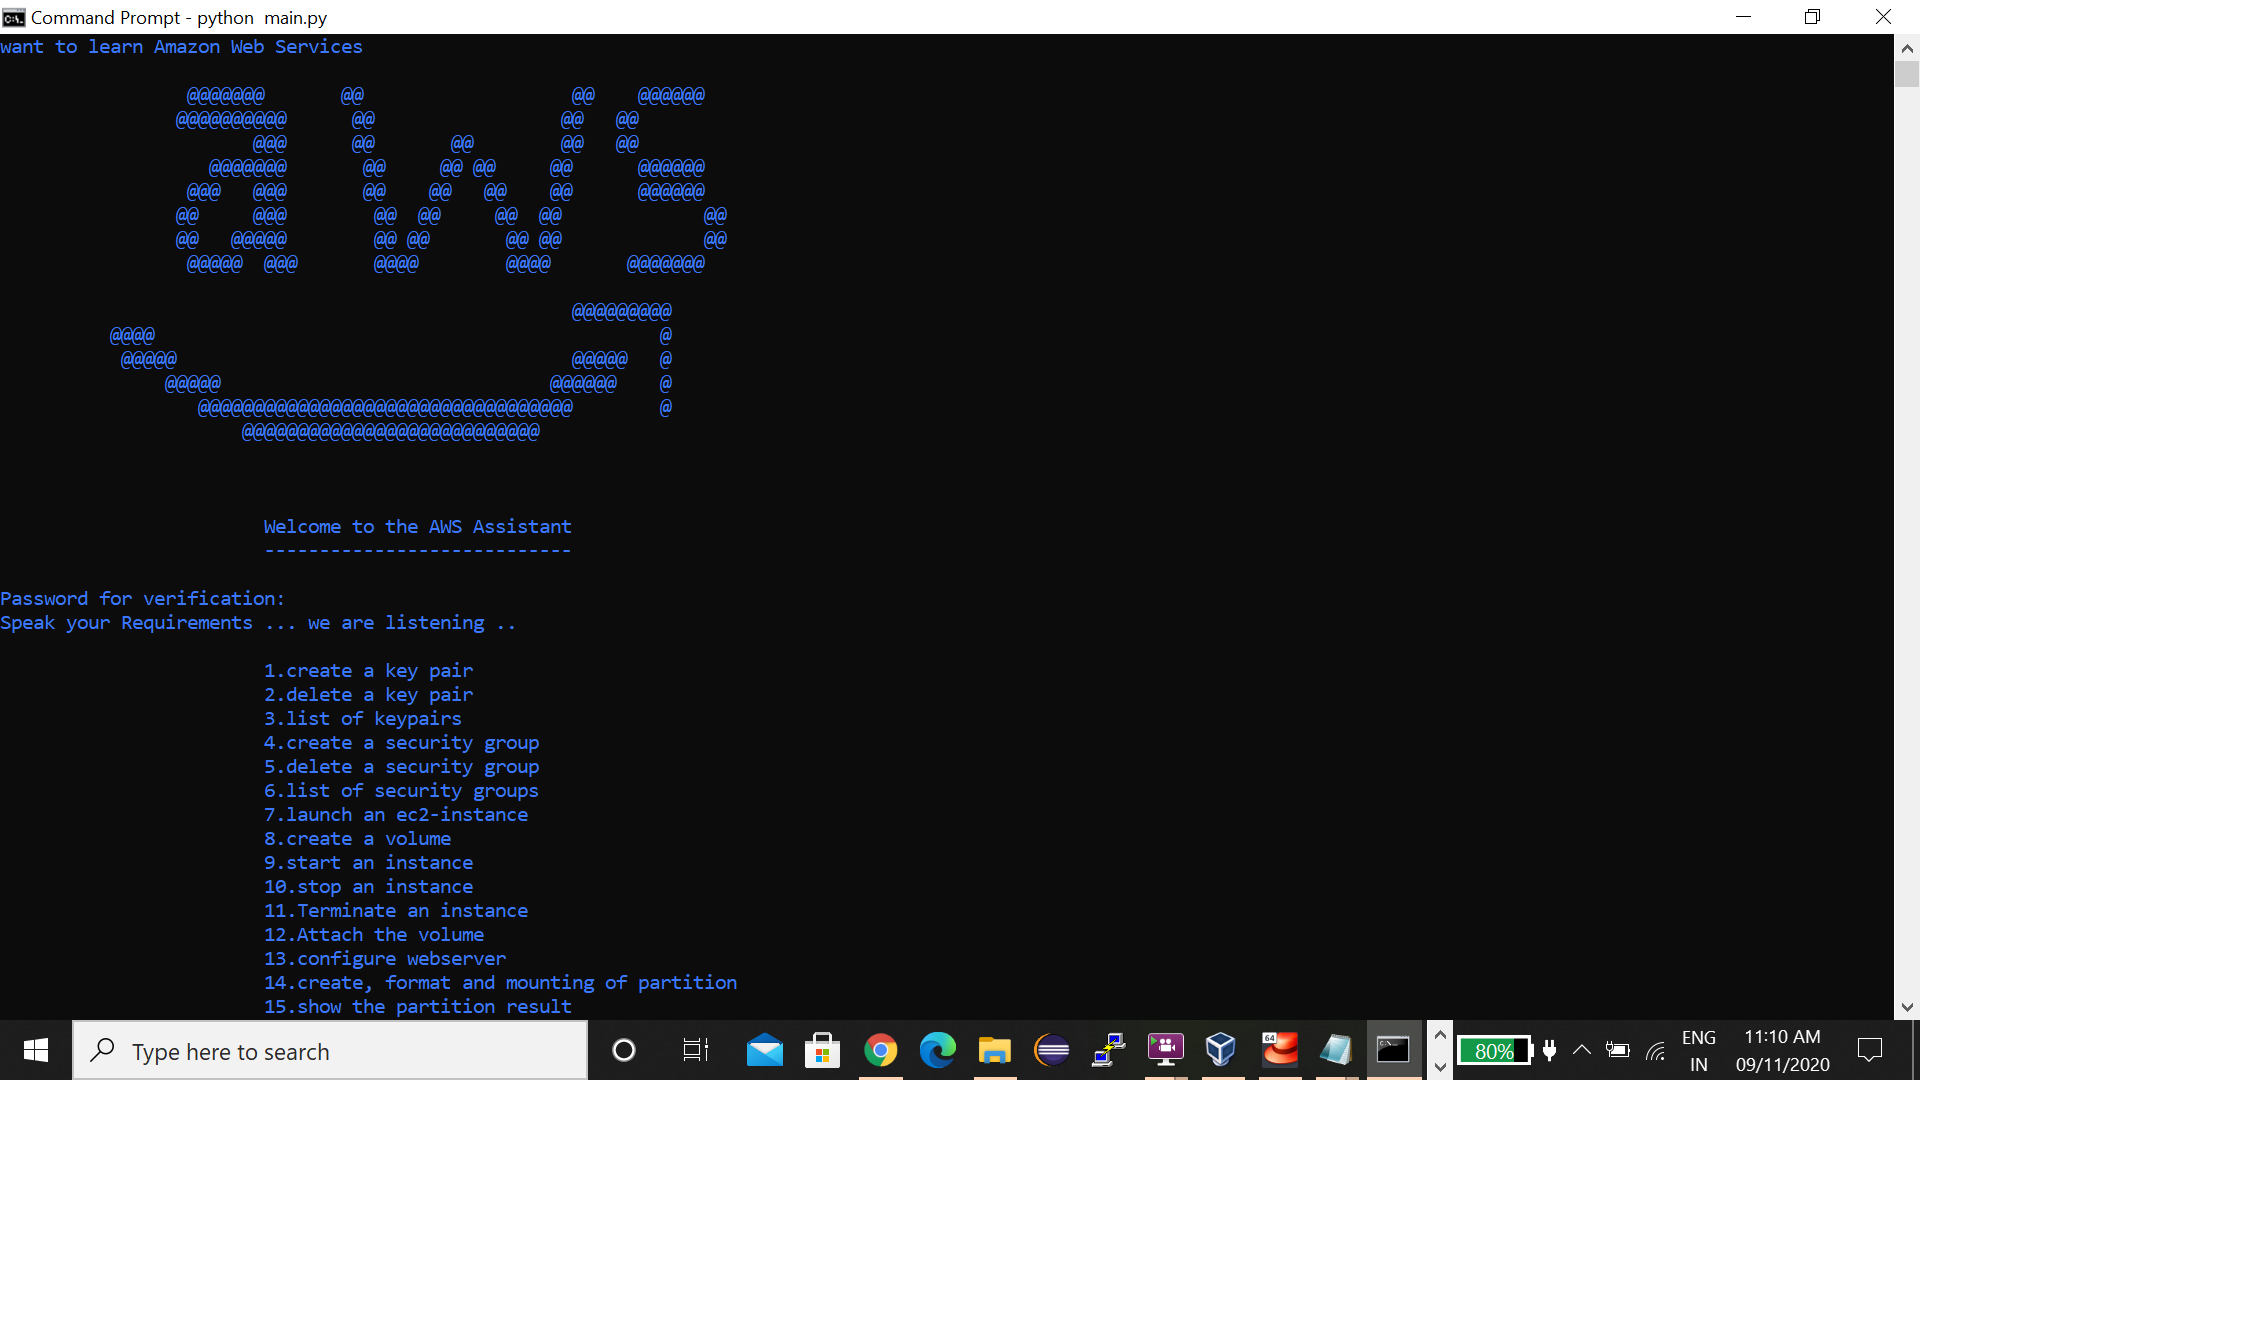 Command Prompt - python  main.py
want to learn Amazon Web Services
aws
Welcome to the AWS Assistant
----------------------------
Password for verification:
Speak your Requirements ... we are listening ..
1.create a key pair
2.delete a key pair
3.list of keypairs
4.create a security group
5.delete a security group
6.list of security groups
7.launch an ec2-instance
8.create a volume
9.start an instance
10.stop an instance
11.Terminate an instance
12.Attach the volume
13.configure webserver
14.create, format and mounting of partition
15.show the partition result
Type here to search
64
80%
ENG
IN
11:10 AM
09/11/2020